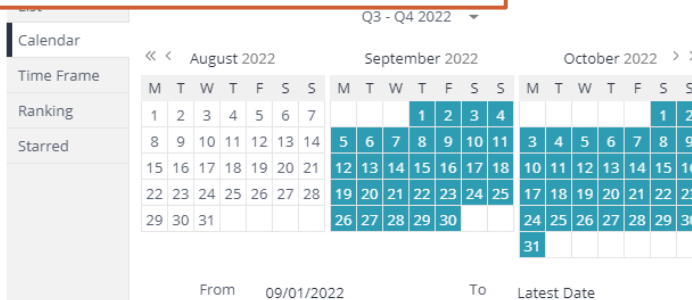 List
Q3 - Q4 2022
Calendar
Time Frame
Ranking
Starred
« < August 2022 September 2022 October 2022 > >
M T W T F S S M T W T F S S M T W T F S S
1 2 3 4 5 6 7 1 2 3 4 1 2
8 9 10 11 12 13 14 5 6 7 8 9 10 11 3 4 5 6 7 8 9
15 16 17 18 19 20 21 12 13 14 15 16 17 18 10 11 12 13 14 15 16
22 23 24 25 26 27 28 19 20 21 22 23 24 25 17 18 19 20 21 22 23
29 30 31 26 27 28 29 30 24 25 26 27 28 29 30
31
From 09/01/2022 To Latest Date